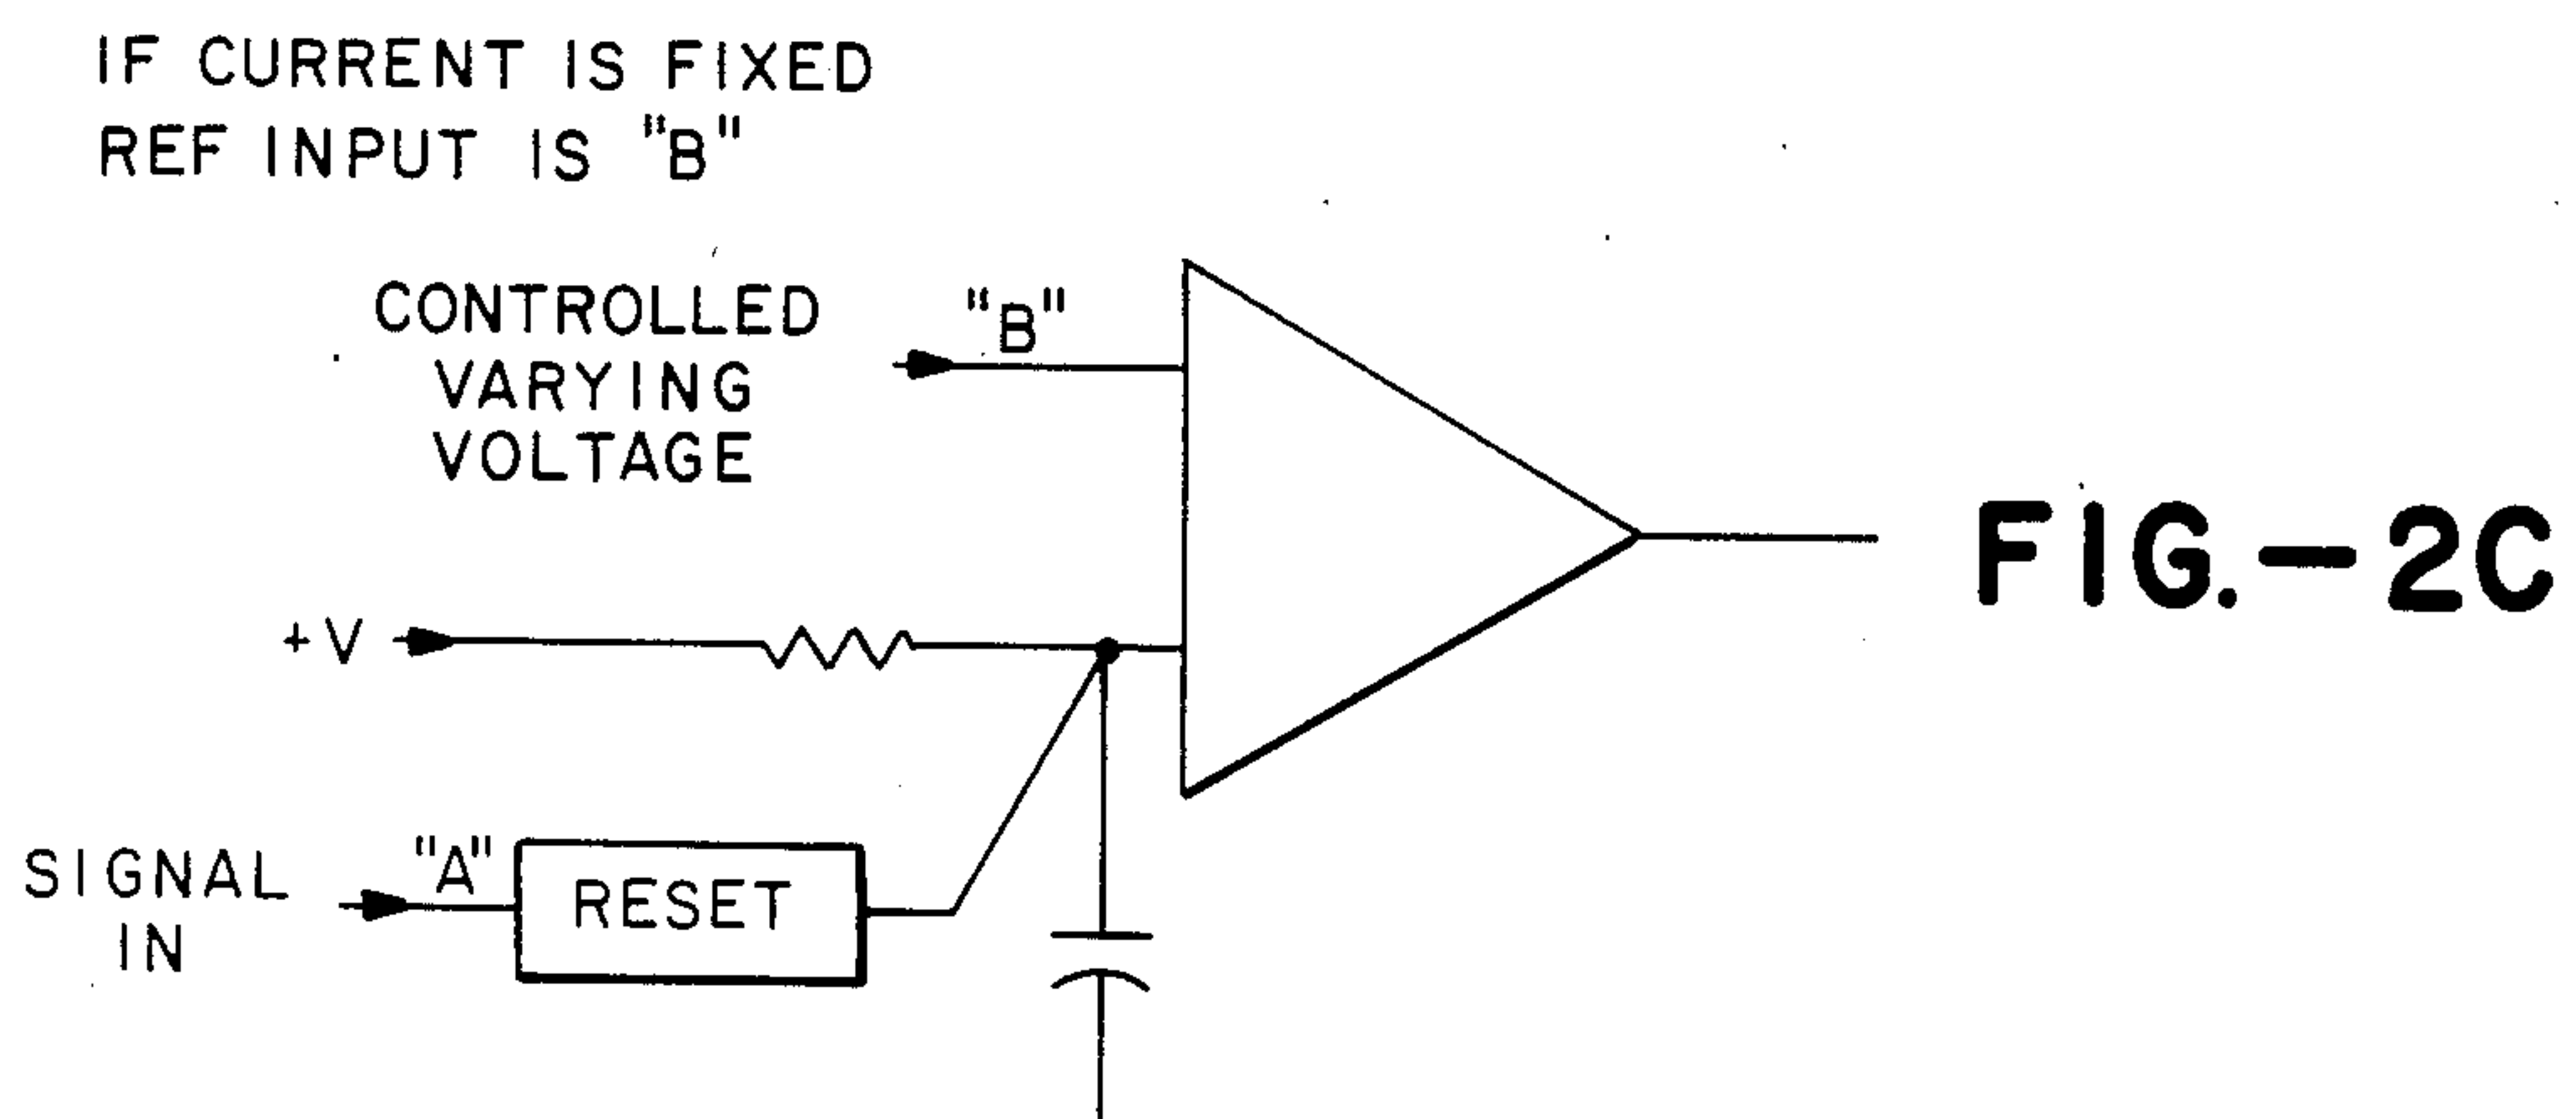 IF CURRENT IS FIXED
REF INPUT IS "B"
CONTROLLED
VARYING
VOLTAGE
"B"
FIG.-2C
+V
SIGNAL
IN
"A"
RESET